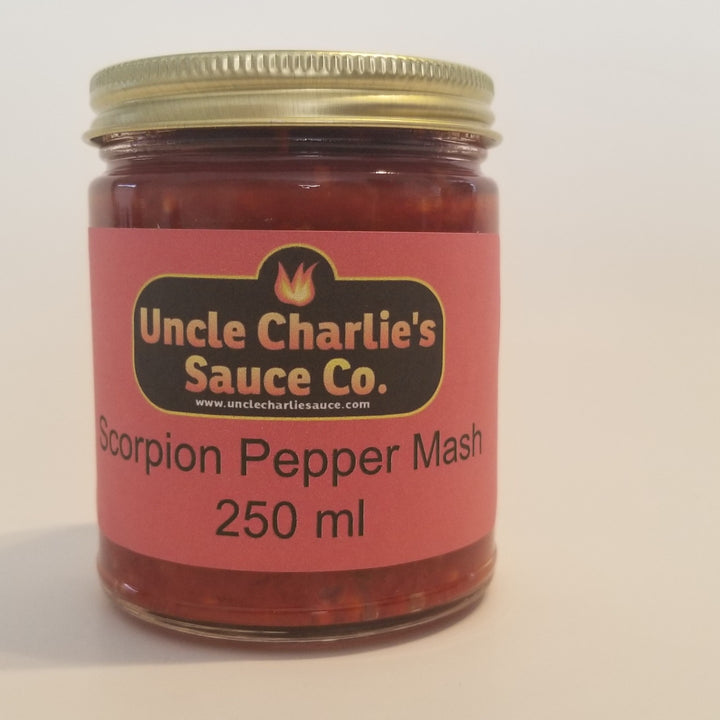 Uncle Charlie's
Sauce Co.
www.unclecharliesauce.com
Scorpion Pepper Mash
250 ml